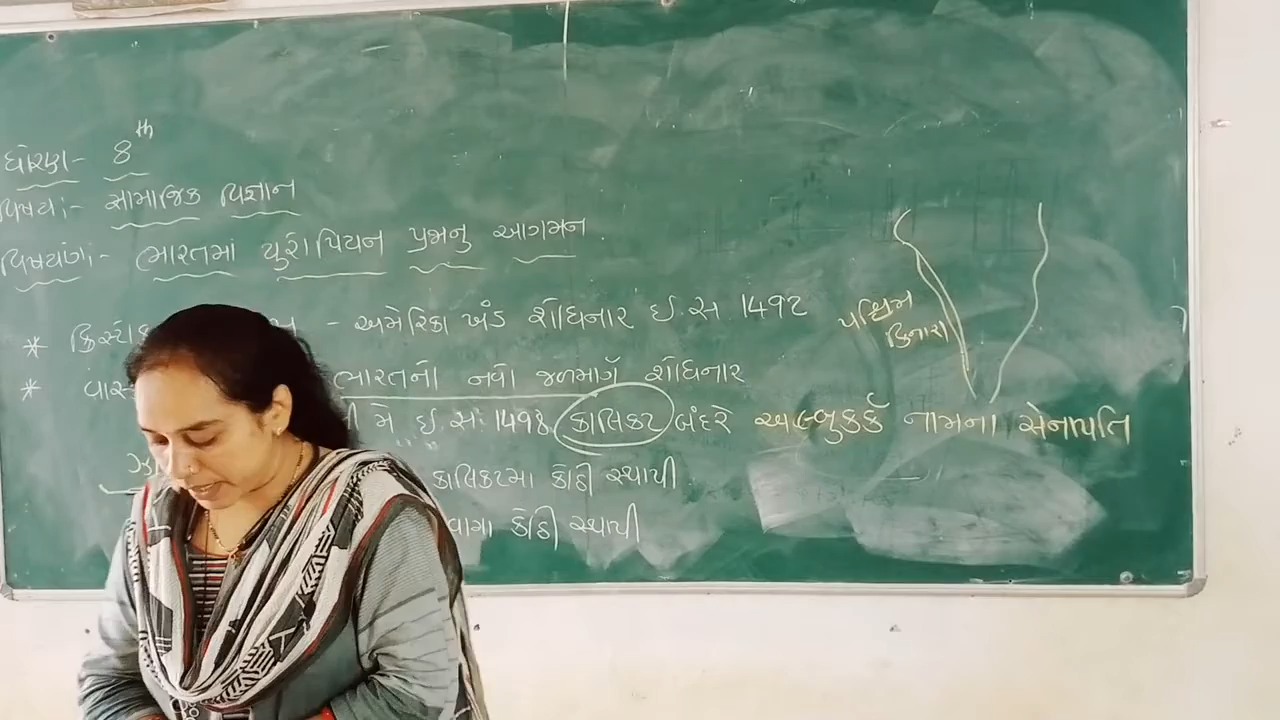 ધોરણ:- 8th
વિષય:- સામાજિક વિજ્ઞાન
વિષયાંગ:- ભારતમાં યુરોપિયન પ્રજાનુ આગમન
* - અમેરિકા ખંડ શોધનાર ઈ.સ 1492
* ભારતનો નવો જળમાર્ગ શોધનાર
મે ઈ.સ. 1498 કાલિકટ બંદરે અલ્બુકર્ક નામના સેનાપતિ
કાલિકટમા કોઠી સ્થાપી
કોઠી સ્થાપી
પશ્ચિમ
કિનારો